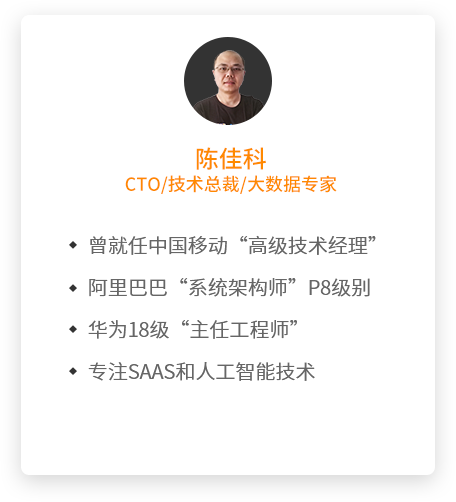 陈佳科
CTO/技术总裁/大数据专家
曾就任中国移动“高级技术经理”
阿里巴巴“系统架构师”P8级别
华为18级“主任工程师”
专注SAAS和人工智能技术